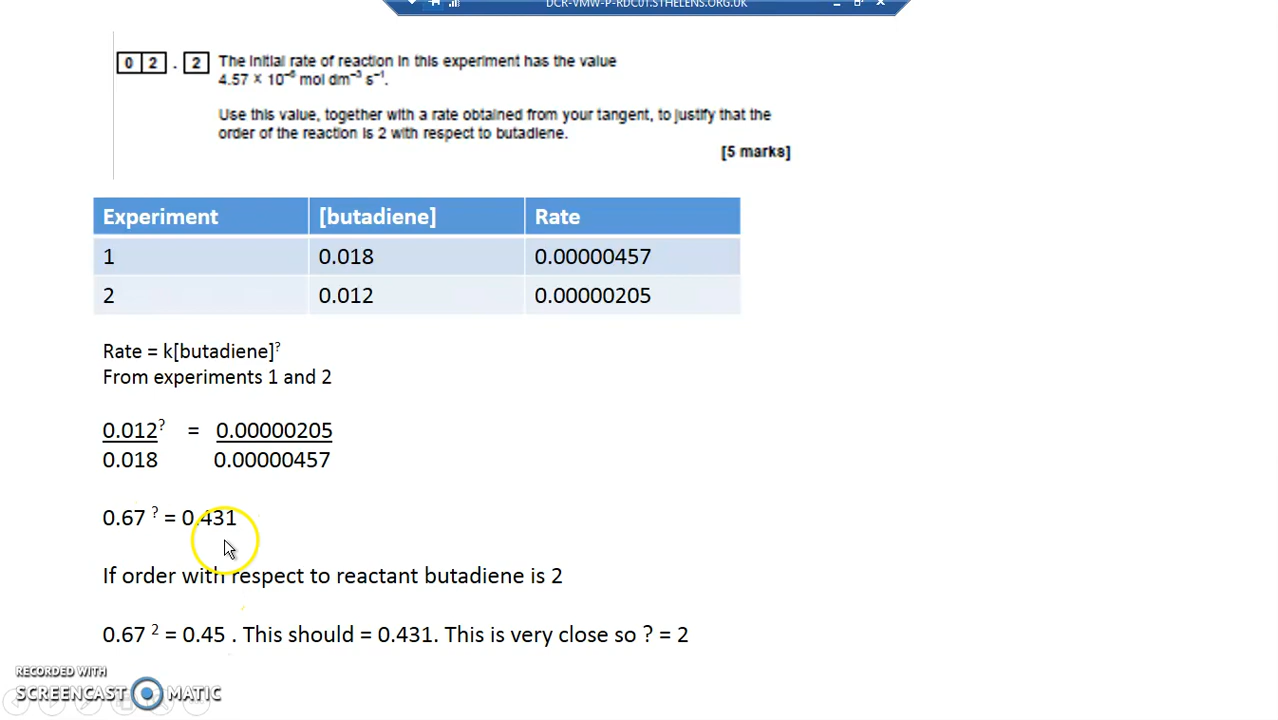 DCR-VMW-P-RDC01.STHELENS.ORG.UK
0 2 . 2 The initial rate of reaction in this experiment has the value
4.57 × 10⁻⁶ mol dm⁻³ s⁻¹.
Use this value, together with a rate obtained from your tangent, to justify that the
order of the reaction is 2 with respect to butadiene.
[5 marks]
Experiment [butadiene] Rate
1 0.018 0.00000457
2 0.012 0.00000205
Rate = k[butadiene]?
From experiments 1 and 2
0.012? = 0.00000205
0.018 0.00000457
0.67 ? = 0.431
If order with respect to reactant butadiene is 2
0.67 ² = 0.45 . This should = 0.431. This is very close so ? = 2
RECORDED WITH
SCREENCAST MATIC